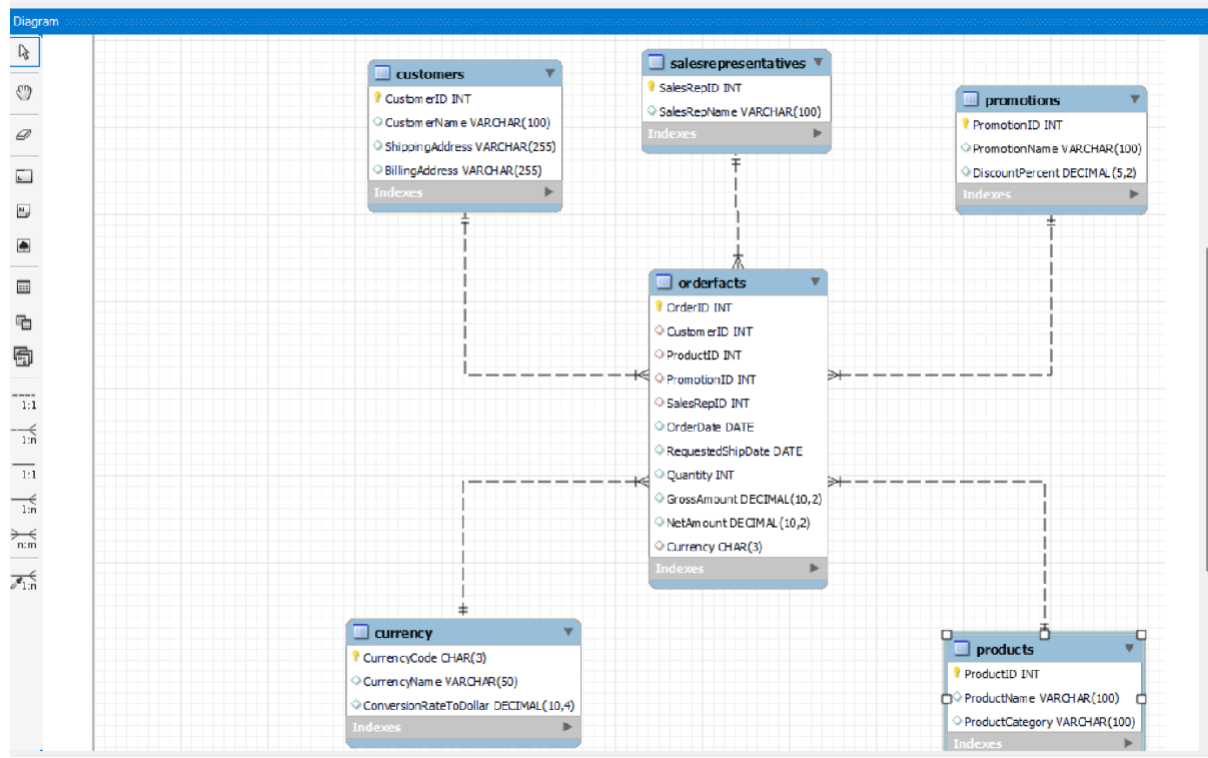 Diagram
customers
CustomerID INT
CustomerName VARCHAR(100)
ShippingAddress VARCHAR(255)
BillingAddress VARCHAR(255)
Indexes
salesrepresentatives
SalesRepID INT
SalesRepName VARCHAR(100)
Indexes
promotions
PromotionID INT
PromotionName VARCHAR(100)
DiscountPercent DECIMAL(5,2)
Indexes
orderfacts
OrderID INT
CustomerID INT
ProductID INT
PromotionID INT
SalesRepID INT
OrderDate DATE
RequestedShipDate DATE
Quantity INT
GrossAmount DECIMAL(10,2)
NetAmount DECIMAL(10,2)
Currency CHAR(3)
Indexes
1:1
1:n
1:1
1:n
n:m
1:n
currency
CurrencyCode CHAR(3)
CurrencyName VARCHAR(50)
ConversionRateToDollar DECIMAL(10,4)
Indexes
products
ProductID INT
ProductName VARCHAR(100)
ProductCategory VARCHAR(100)
Indexes